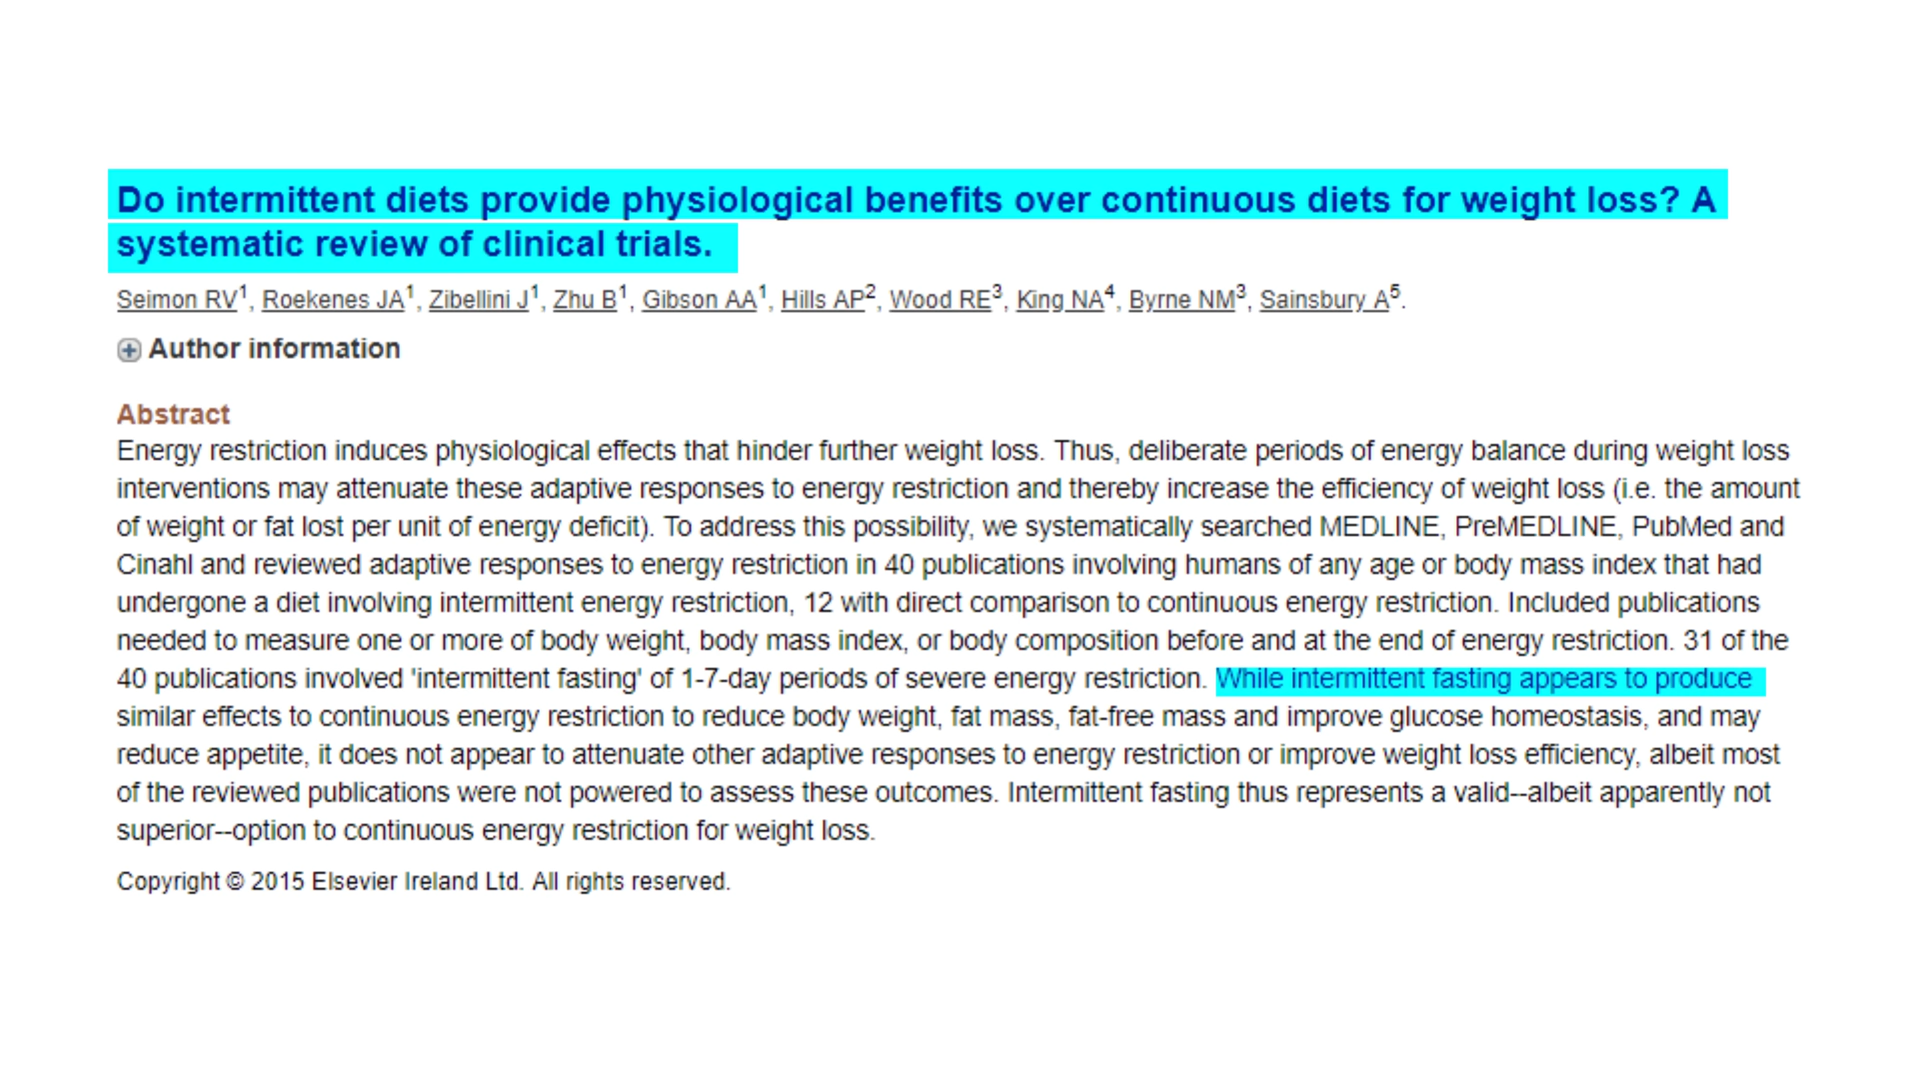 Do intermittent diets provide physiological benefits over continuous diets for weight loss? A
systematic review of clinical trials.
Seimon RV1, Roekenes JA1, Zibellini J1, Zhu B1, Gibson AA1, Hills AP2, Wood RE3, King NA4, Byrne NM3, Sainsbury A5.
Author information
Abstract
Energy restriction induces physiological effects that hinder further weight loss. Thus, deliberate periods of energy balance during weight loss
interventions may attenuate these adaptive responses to energy restriction and thereby increase the efficiency of weight loss (i.e. the amount
of weight or fat lost per unit of energy deficit). To address this possibility, we systematically searched MEDLINE, PreMEDLINE, PubMed and
Cinahl and reviewed adaptive responses to energy restriction in 40 publications involving humans of any age or body mass index that had
undergone a diet involving intermittent energy restriction, 12 with direct comparison to continuous energy restriction. Included publications
needed to measure one or more of body weight, body mass index, or body composition before and at the end of energy restriction. 31 of the
40 publications involved 'intermittent fasting' of 1-7-day periods of severe energy restriction. While intermittent fasting appears to produce
similar effects to continuous energy restriction to reduce body weight, fat mass, fat-free mass and improve glucose homeostasis, and may
reduce appetite, it does not appear to attenuate other adaptive responses to energy restriction or improve weight loss efficiency, albeit most
of the reviewed publications were not powered to assess these outcomes. Intermittent fasting thus represents a valid--albeit apparently not
superior--option to continuous energy restriction for weight loss.
Copyright © 2015 Elsevier Ireland Ltd. All rights reserved.